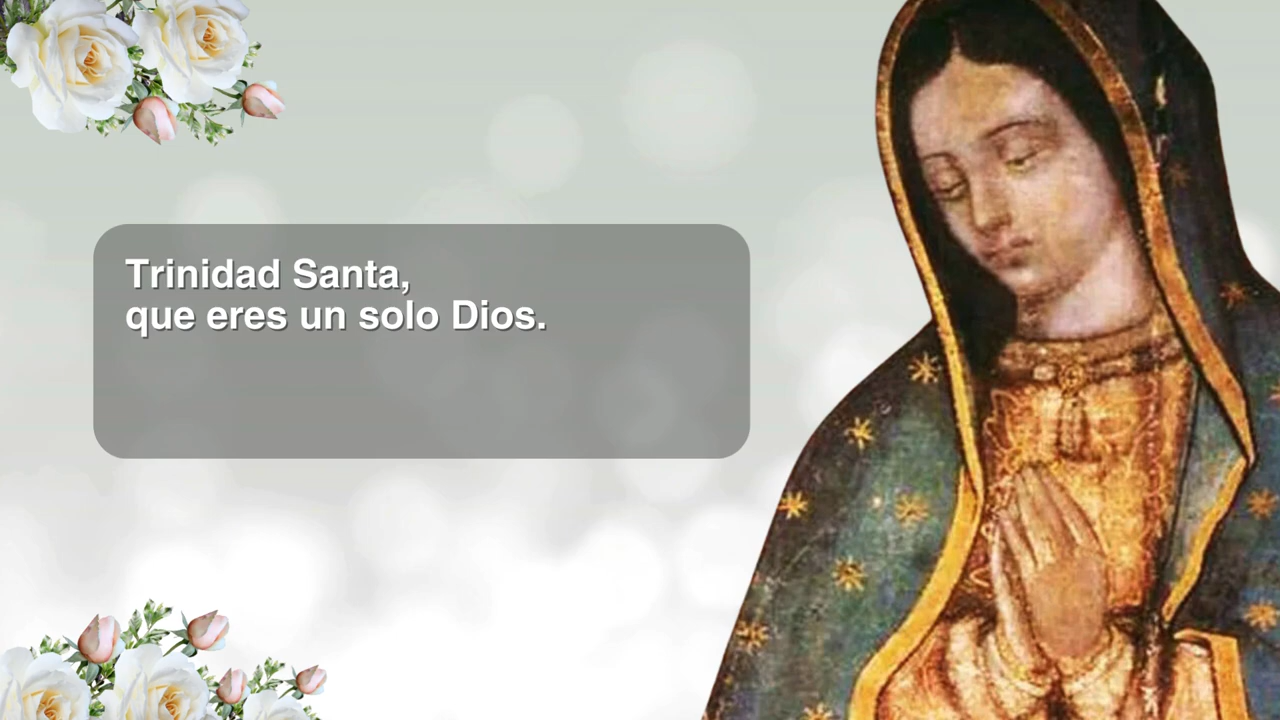 Trinidad Santa,
que eres un solo Dios.